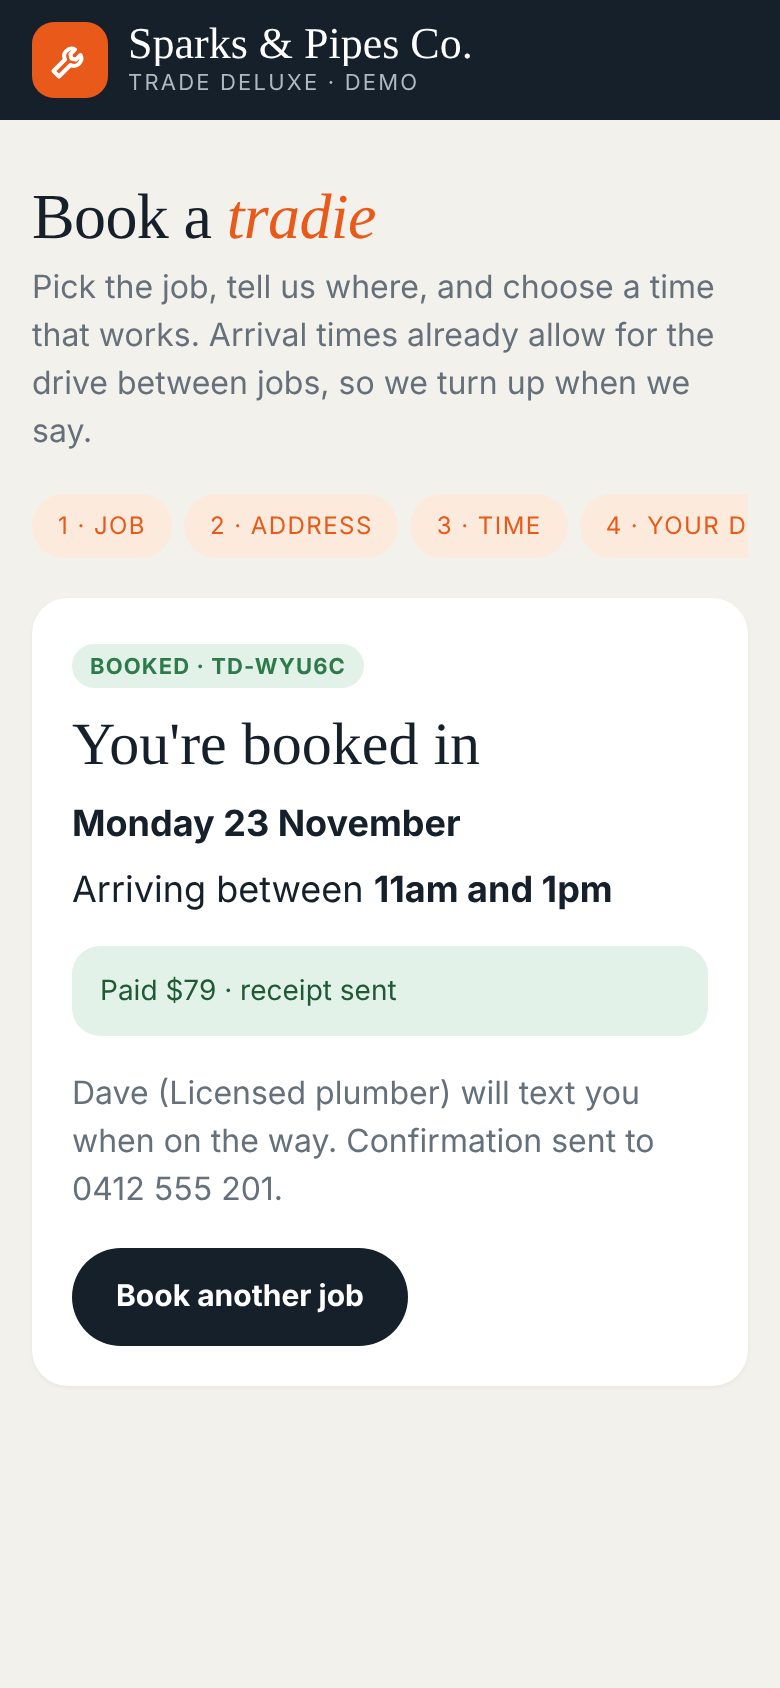 Sparks & Pipes Co.
TRADE DELUXE · DEMO
Book a tradie
Pick the job, tell us where, and choose a time
that works. Arrival times already allow for the
drive between jobs, so we turn up when we
say.
1 · JOB
2 · ADDRESS
3 · TIME
4 · YOUR D
BOOKED · TD-WYU6C
You're booked in
Monday 23 November
Arriving between 11am and 1pm
Paid $79 · receipt sent
Dave (Licensed plumber) will text you
when on the way. Confirmation sent to
0412 555 201.
Book another job